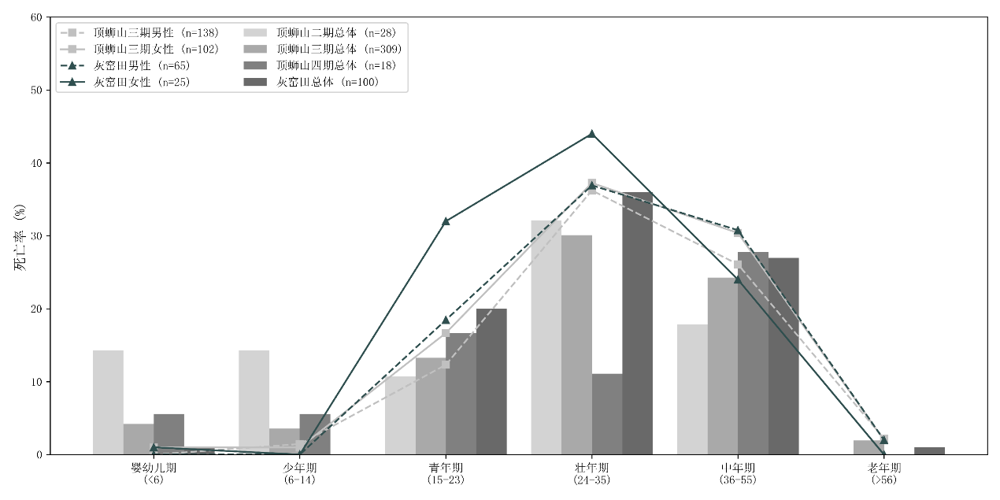 60
50
40
30
20
10
0
死亡率 (%)
顶蛳山三期男性 (n=138)
顶蛳山三期女性 (n=102)
灰窑田男性 (n=65)
灰窑田女性 (n=25)
顶蛳山二期总体 (n=28)
顶蛳山三期总体 (n=309)
顶蛳山四期总体 (n=18)
灰窑田总体 (n=100)
婴幼儿期
(<6)
少年期
(6-14)
青年期
(15-23)
壮年期
(24-35)
中年期
(36-55)
老年期
(>56)